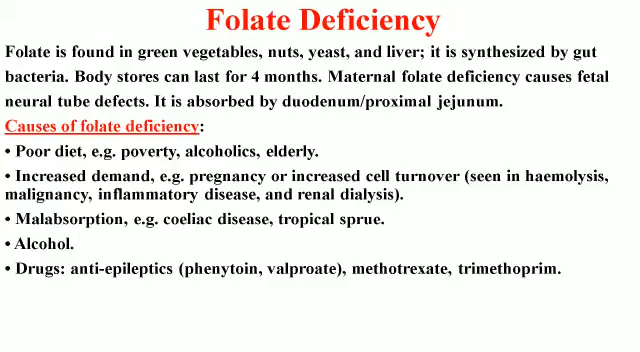 Folate Deficiency
Folate is found in green vegetables, nuts, yeast, and liver; it is synthesized by gut
bacteria. Body stores can last for 4 months. Maternal folate deficiency causes fetal
neural tube defects. It is absorbed by duodenum/proximal jejunum.
Causes of folate deficiency:
• Poor diet, e.g. poverty, alcoholics, elderly.
• Increased demand, e.g. pregnancy or increased cell turnover (seen in haemolysis,
malignancy, inflammatory disease, and renal dialysis).
• Malabsorption, e.g. coeliac disease, tropical sprue.
• Alcohol.
• Drugs: anti-epileptics (phenytoin, valproate), methotrexate, trimethoprim.